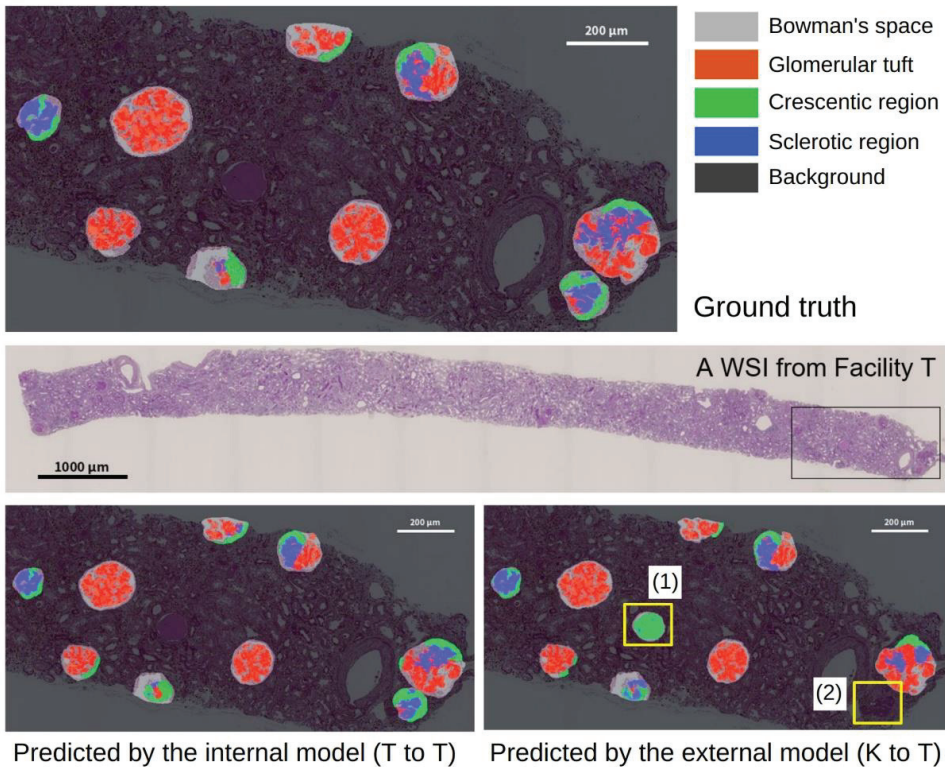 200 µm
Bowman's space
Glomerular tuft
Crescentic region
Sclerotic region
Background
Ground truth
A WSI from Facility T
1000 µm
200 µm
200 µm
(1)
(2)
Predicted by the internal model (T to T)
Predicted by the external model (K to T)